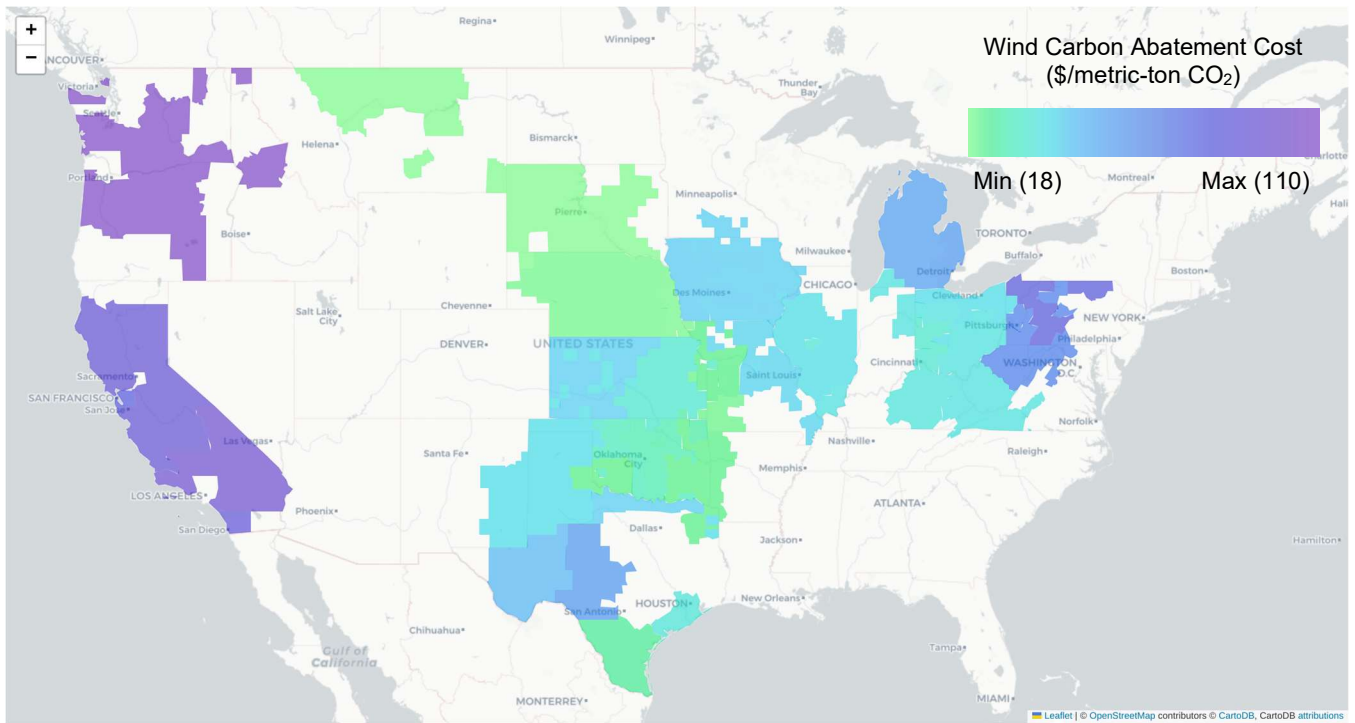 +
−
Regina
Winnipeg
VANCOUVER
Victoria
Seattle
Thunder
Bay
Wind Carbon Abatement Cost
($/metric-ton CO₂)
Min (18)
Max (110)
Helena
Bismarck
Charlotte
Portland
Minneapolis
Montreal
Pierre
Hali
Boise
Milwaukee
TORONTO
Buffalo
Boston
Detroit
Des Moines
CHICAGO
Cleveland
Salt Lake
City
Cheyenne
Pittsburgh
NEW YORK
Philadelphia
DENVER
UNITED STATES
Cincinnati
WASHINGTON
D.C.
Sacramento
Saint Louis
SAN FRANCISCO
San Jose
Norfolk
Las Vegas
Nashville
Raleigh
Santa Fe
Oklahoma
City
Memphis
LOS ANGELES
ATLANTA
Phoenix
San Diego
Dallas
Jackson
Hamilton
New Orleans
HOUSTON
San Antonio
Chihuahua
Gulf of
California
Tampa
MONTERREY
MIAMI
Leaflet | © OpenStreetMap contributors © CartoDB, CartoDB attributions